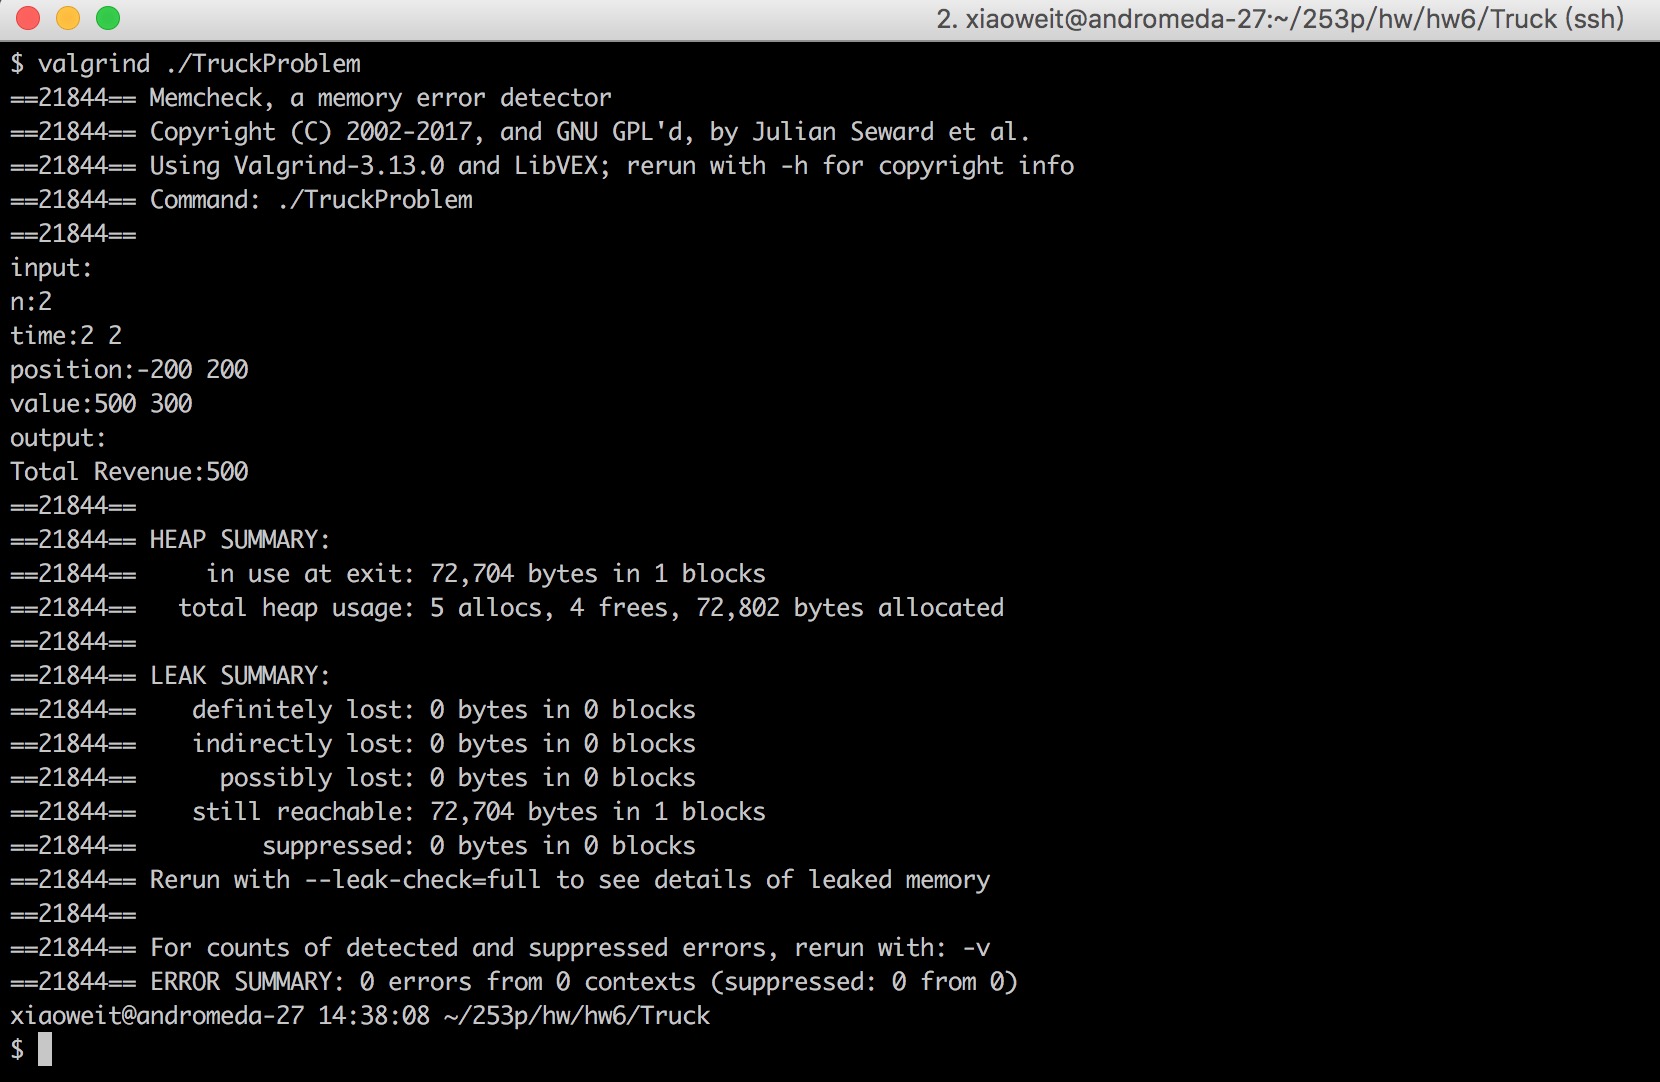 2. xiaoweit@andromeda-27:~/253p/hw/hw6/Truck (ssh)
$ valgrind ./TruckProblem
==21844== Memcheck, a memory error detector
==21844== Copyright (C) 2002-2017, and GNU GPL'd, by Julian Seward et al.
==21844== Using Valgrind-3.13.0 and LibVEX; rerun with -h for copyright info
==21844== Command: ./TruckProblem
==21844==
input:
n:2
time:2 2
position:-200 200
value:500 300
output:
Total Revenue:500
==21844==
==21844== HEAP SUMMARY:
==21844==     in use at exit: 72,704 bytes in 1 blocks
==21844==   total heap usage: 5 allocs, 4 frees, 72,802 bytes allocated
==21844==
==21844== LEAK SUMMARY:
==21844==    definitely lost: 0 bytes in 0 blocks
==21844==    indirectly lost: 0 bytes in 0 blocks
==21844==      possibly lost: 0 bytes in 0 blocks
==21844==    still reachable: 72,704 bytes in 1 blocks
==21844==         suppressed: 0 bytes in 0 blocks
==21844== Rerun with --leak-check=full to see details of leaked memory
==21844==
==21844== For counts of detected and suppressed errors, rerun with: -v
==21844== ERROR SUMMARY: 0 errors from 0 contexts (suppressed: 0 from 0)
xiaoweit@andromeda-27 14:38:08 ~/253p/hw/hw6/Truck
$